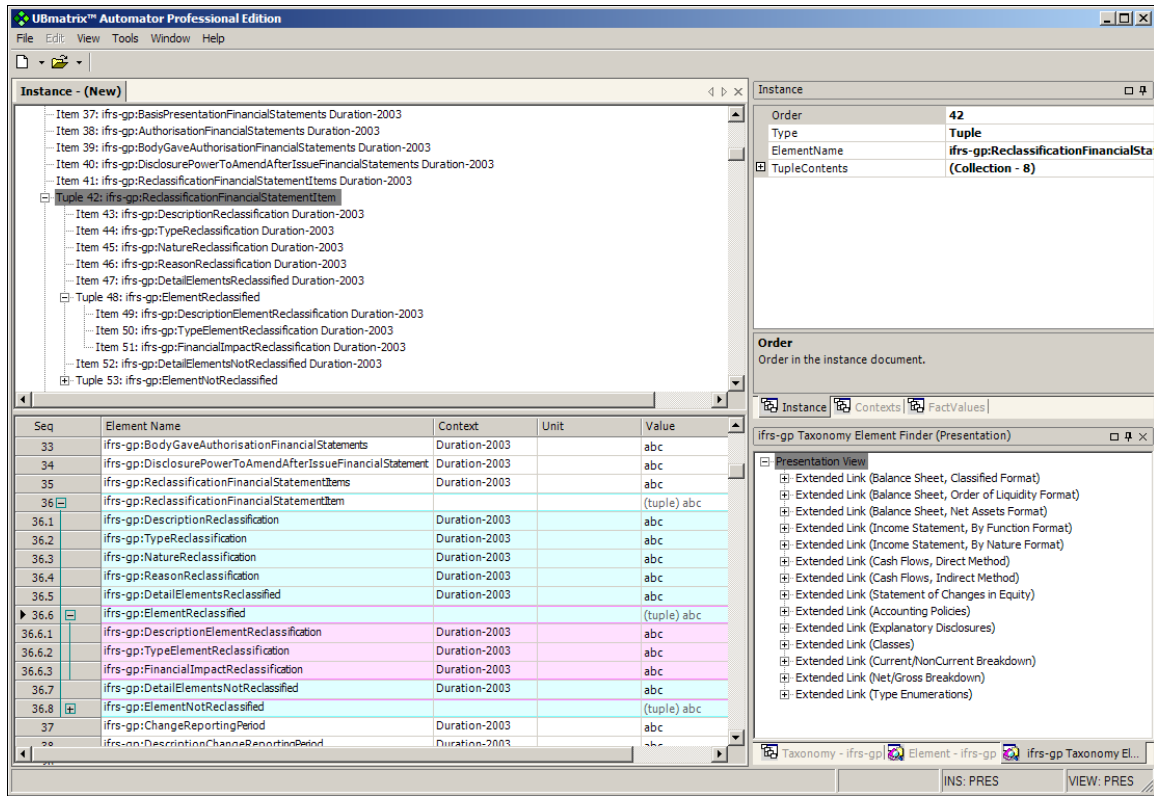 UBmatrix™ Automator Professional Edition
File Edit View Tools Window Help
Instance - (New)
Item 37: ifrs-gp:BasisPresentationFinancialStatements Duration-2003
Item 38: ifrs-gp:AuthorisationFinancialStatements Duration-2003
Item 39: ifrs-gp:BodyGaveAuthorisationFinancialStatements Duration-2003
Item 40: ifrs-gp:DisclosurePowerToAmendAfterIssueFinancialStatements Duration-2003
Item 41: ifrs-gp:ReclassificationFinancialStatementItems Duration-2003
Tuple 42: ifrs-gp:ReclassificationFinancialStatementItem
Item 43: ifrs-gp:DescriptionReclassification Duration-2003
Item 44: ifrs-gp:TypeReclassification Duration-2003
Item 45: ifrs-gp:NatureReclassification Duration-2003
Item 46: ifrs-gp:ReasonReclassification Duration-2003
Item 47: ifrs-gp:DetailElementsReclassified Duration-2003
Tuple 48: ifrs-gp:ElementReclassified
Item 49: ifrs-gp:DescriptionElementReclassification Duration-2003
Item 50: ifrs-gp:TypeElementReclassification Duration-2003
Item 51: ifrs-gp:FinancialImpactReclassification Duration-2003
Item 52: ifrs-gp:DetailElementsNotReclassified Duration-2003
Tuple 53: ifrs-gp:ElementNotReclassified
Seq Element Name Context Unit Value
33 ifrs-gp:BodyGaveAuthorisationFinancialStatements Duration-2003 abc
34 ifrs-gp:DisclosurePowerToAmendAfterIssueFinancialStatement Duration-2003 abc
35 ifrs-gp:ReclassificationFinancialStatementItems Duration-2003 abc
36 ifrs-gp:ReclassificationFinancialStatementItem (tuple) abc
36.1 ifrs-gp:DescriptionReclassification Duration-2003 abc
36.2 ifrs-gp:TypeReclassification Duration-2003 abc
36.3 ifrs-gp:NatureReclassification Duration-2003 abc
36.4 ifrs-gp:ReasonReclassification Duration-2003 abc
36.5 ifrs-gp:DetailElementsReclassified Duration-2003 abc
36.6 ifrs-gp:ElementReclassified (tuple) abc
36.6.1 ifrs-gp:DescriptionElementReclassification Duration-2003 abc
36.6.2 ifrs-gp:TypeElementReclassification Duration-2003 abc
36.6.3 ifrs-gp:FinancialImpactReclassification Duration-2003 abc
36.7 ifrs-gp:DetailElementsNotReclassified Duration-2003 abc
36.8 ifrs-gp:ElementNotReclassified (tuple) abc
37 ifrs-gp:ChangeReportingPeriod Duration-2003 abc
38 ifrs-gp:DescriptionChangeReportingPeriod Duration-2003 abc
Instance
Order 42
Type Tuple
ElementName ifrs-gp:ReclassificationFinancialSta
TupleContents (Collection - 8)
Order
Order in the instance document.
Instance Contexts FactValues
ifrs-gp Taxonomy Element Finder (Presentation)
Presentation View
Extended Link (Balance Sheet, Classified Format)
Extended Link (Balance Sheet, Order of Liquidity Format)
Extended Link (Balance Sheet, Net Assets Format)
Extended Link (Income Statement, By Function Format)
Extended Link (Income Statement, By Nature Format)
Extended Link (Cash Flows, Direct Method)
Extended Link (Cash Flows, Indirect Method)
Extended Link (Statement of Changes in Equity)
Extended Link (Accounting Policies)
Extended Link (Explanatory Disclosures)
Extended Link (Classes)
Extended Link (Current/NonCurrent Breakdown)
Extended Link (Net/Gross Breakdown)
Extended Link (Type Enumerations)
Taxonomy - ifrs-gp Element - ifrs-gp ifrs-gp Taxonomy El...
INS: PRES VIEW: PRES